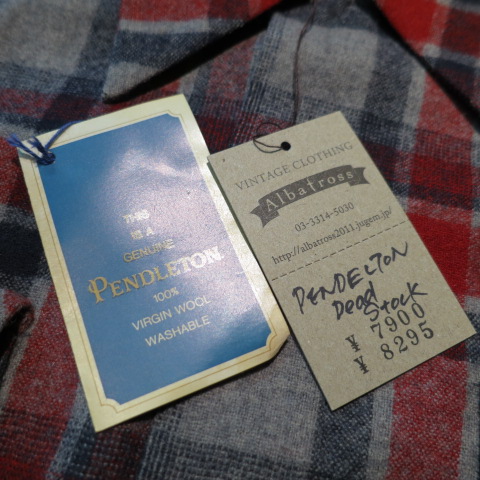 THIS
IS A
GENUINE
PENDLETON
100%
VIRGIN WOOL
WASHABLE
VINTAGE CLOTHING
Albatross
03-3314-5030
http://albatross2011.jugem.jp/
PENDELTON
Dead
Stock
¥ 7900
¥ 8295